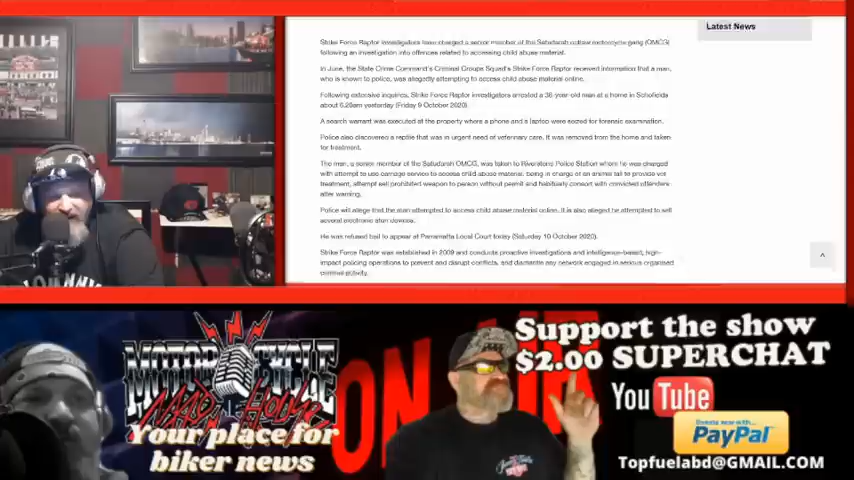 Latest News
Strike Force Raptor investigators have charged a senior member of the Satudarah outlaw motorcycle gang (OMCG)
following an investigation into offences related to accessing child abuse material.
In June, the State Crime Command's Criminal Groups Squad's Strike Force Raptor received information that a man,
who is known to police, was allegedly attempting to access child abuse material online.
Following extensive inquiries, Strike Force Raptor investigators arrested a 36-year-old man at a home in Schofields
about 6.20am yesterday (Friday 9 October 2020).
A search warrant was executed at the property where a phone and a laptop were seized for forensic examination.
Police also discovered a reptile that was in urgent need of veterinary care. It was removed from the home and taken
for treatment.
The man, a senior member of the Satudarah OMCG, was taken to Riverstone Police Station where he was charged
with attempt to use carriage service to access child abuse material, being in charge of an animal fail to provide vet
treatment, attempt sell prohibited weapon to person without permit and habitually consort with convicted offenders
after warning.
Police will allege that the man attempted to access child abuse material online. It is also alleged he attempted to sell
several electronic stun devices.
He was refused bail to appear at Parramatta Local Court today (Saturday 10 October 2020).
Strike Force Raptor was established in 2009 and conducts proactive investigations and intelligence-based, high-
impact policing operations to prevent and disrupt conflicts, and dismantle any network engaged in serious organised
criminal activity.
MOTORCYCLE
MADHOUSE
Your place for
biker news
ON AIR
Support the show
$2.00 SUPERCHAT
YouTube
PayPal
Topfuelabd@GMAIL.COM